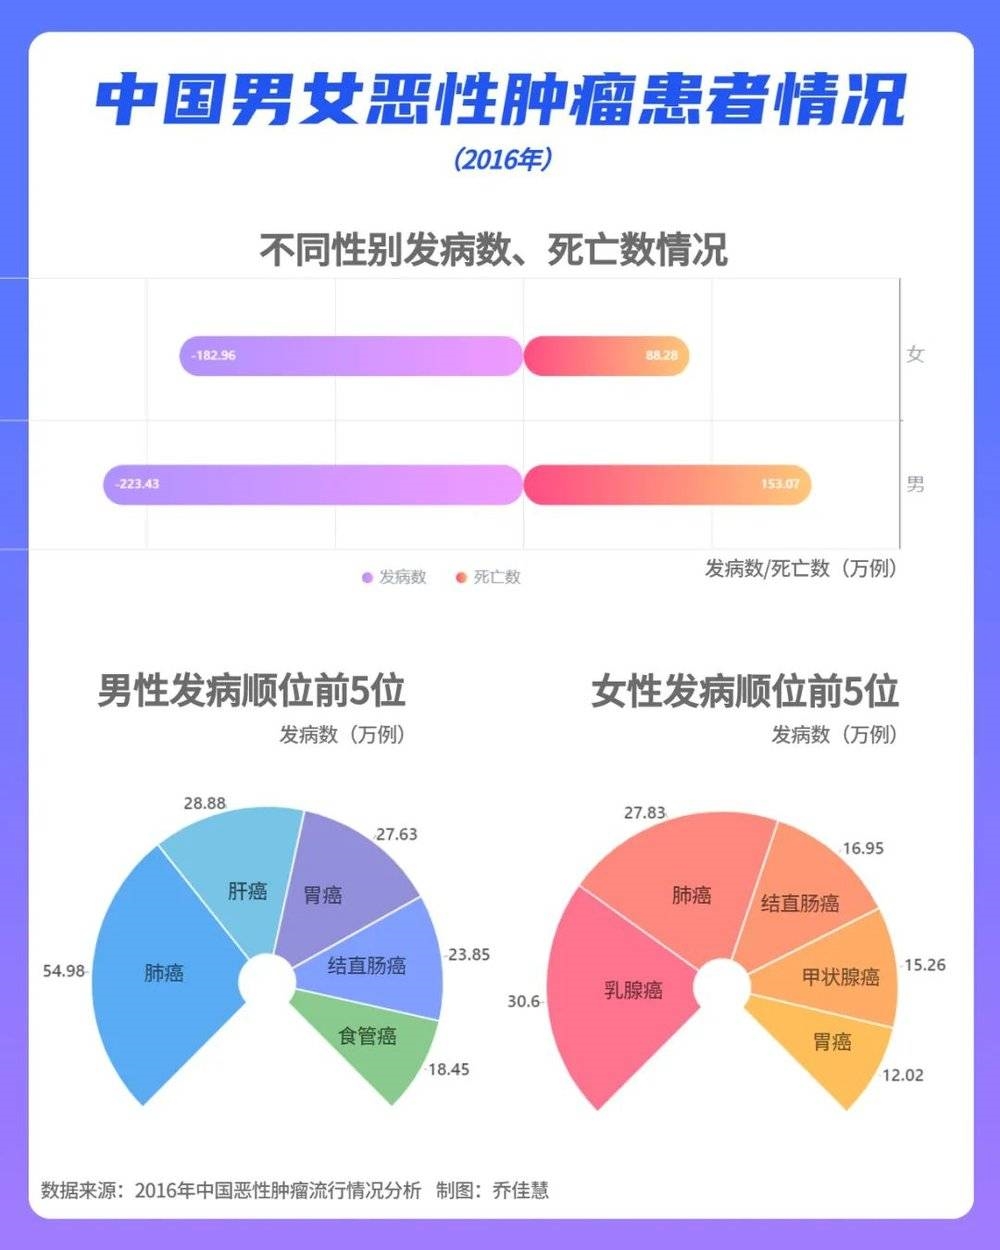 中国男女恶性肿瘤患者情况
（2016年）
不同性别发病数、死亡数情况
-182.96
88.28
女
-223.43
153.07
男
发病数
死亡数
发病数/死亡数（万例）
男性发病顺位前5位
发病数（万例）
28.88
27.63
肝癌
胃癌
54.98
肺癌
结直肠癌
23.85
食管癌
18.45
女性发病顺位前5位
发病数（万例）
27.83
16.95
肺癌
结直肠癌
30.6
乳腺癌
甲状腺癌
15.26
胃癌
12.02
数据来源：2016年中国恶性肿瘤流行情况分析 制图：乔佳慧